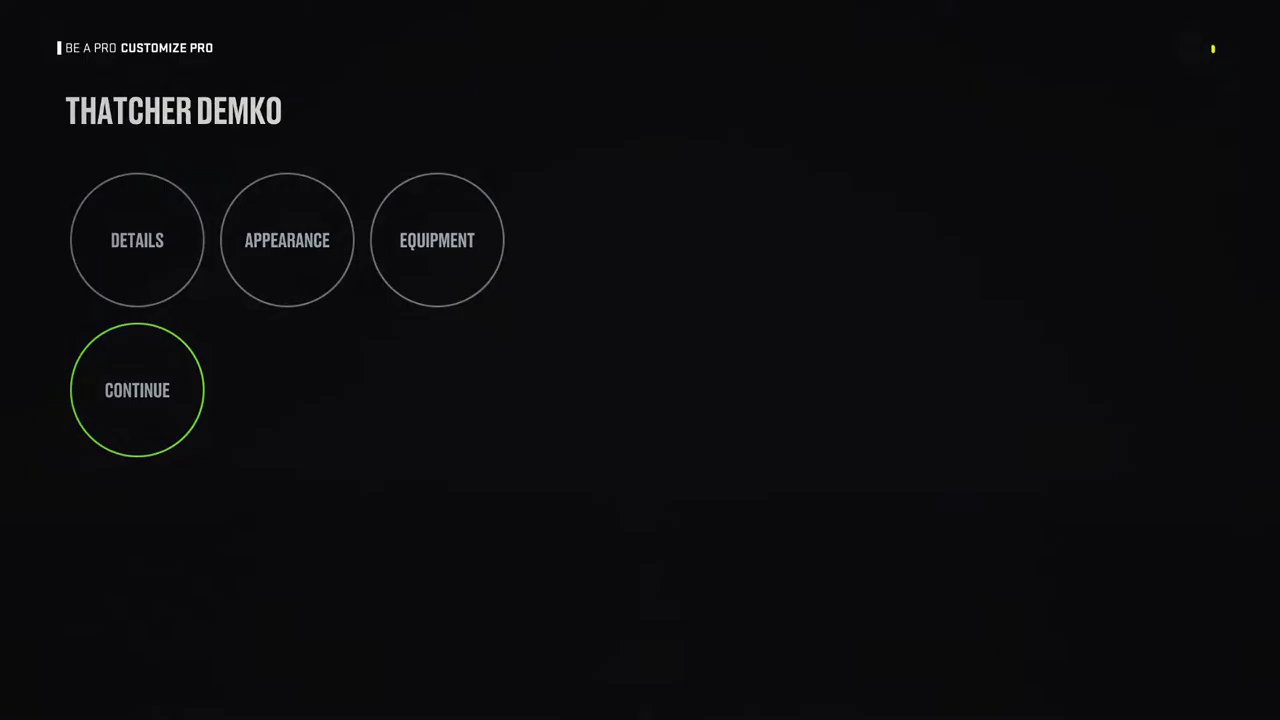 BE A PRO CUSTOMIZE PRO
THATCHER DEMKO
DETAILS
APPEARANCE
EQUIPMENT
CONTINUE